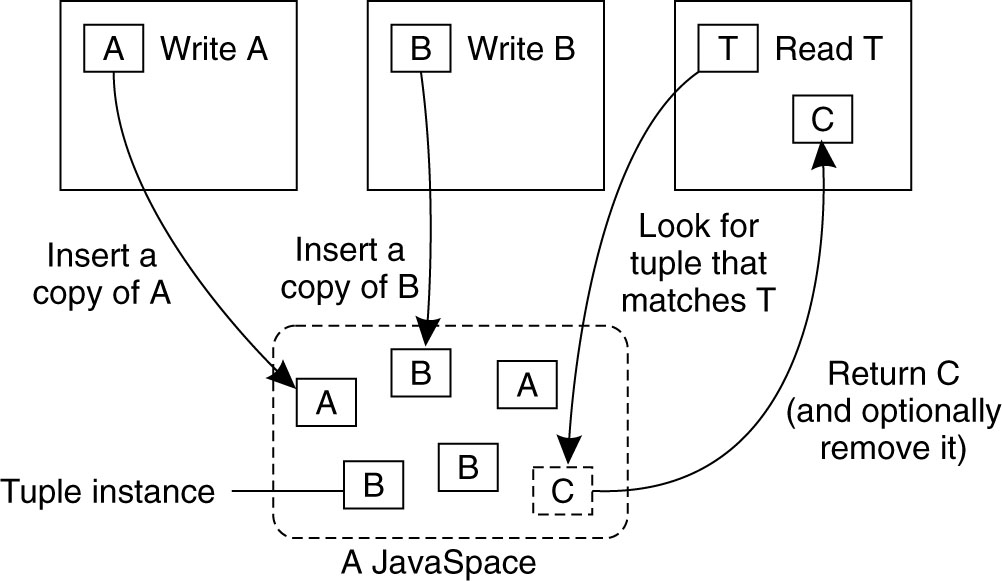 A Write A
B Write B
T Read T
C
Insert a
copy of A
Insert a
copy of B
Look for
tuple that
matches T
Return C
(and optionally
remove it)
A
B
A
B
B
C
Tuple instance
A JavaSpace